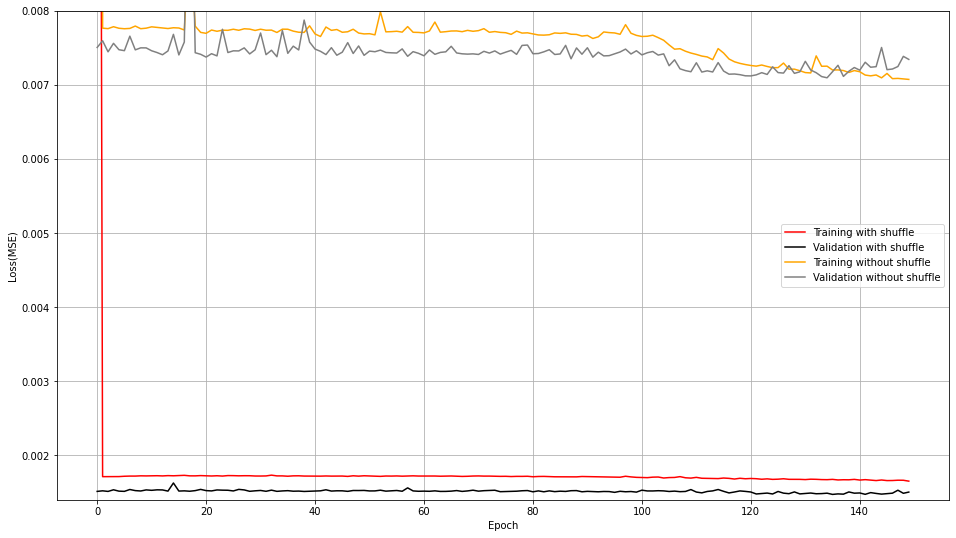 0.008
0.007
0.006
0.005
0.004
0.003
0.002
Loss(MSE)
Training with shuffle
Validation with shuffle
Training without shuffle
Validation without shuffle
0 20 40 60 80 100 120 140
Epoch